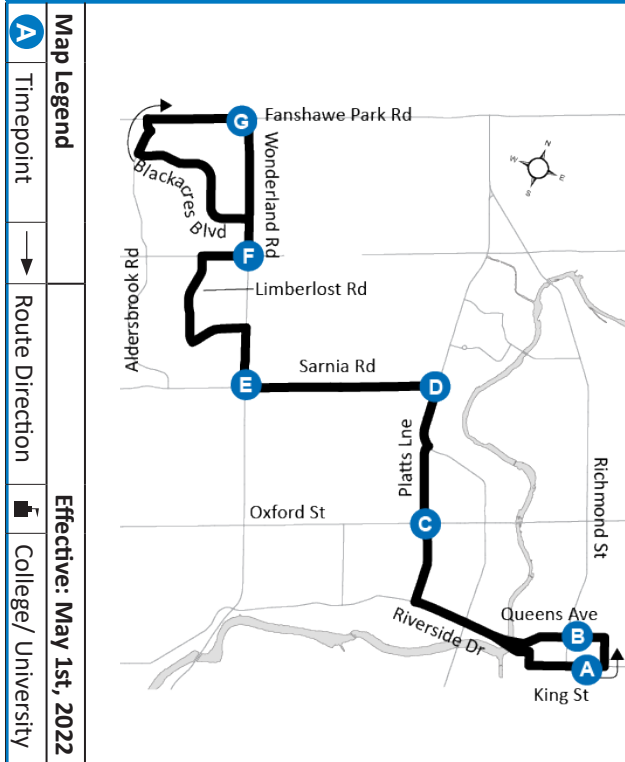 Map Legend
Effective: May 1st, 2022
A
Timepoint
Route Direction
College/ University
G
Fanshawe Park Rd
Wonderland Rd
Blackacres Blvd
N
W
E
S
F
Aldersbrook Rd
Limberlost Rd
E
Sarnia Rd
D
Platts Lne
Richmond St
Oxford St
C
Riverside Dr
Queens Ave
B
A
King St